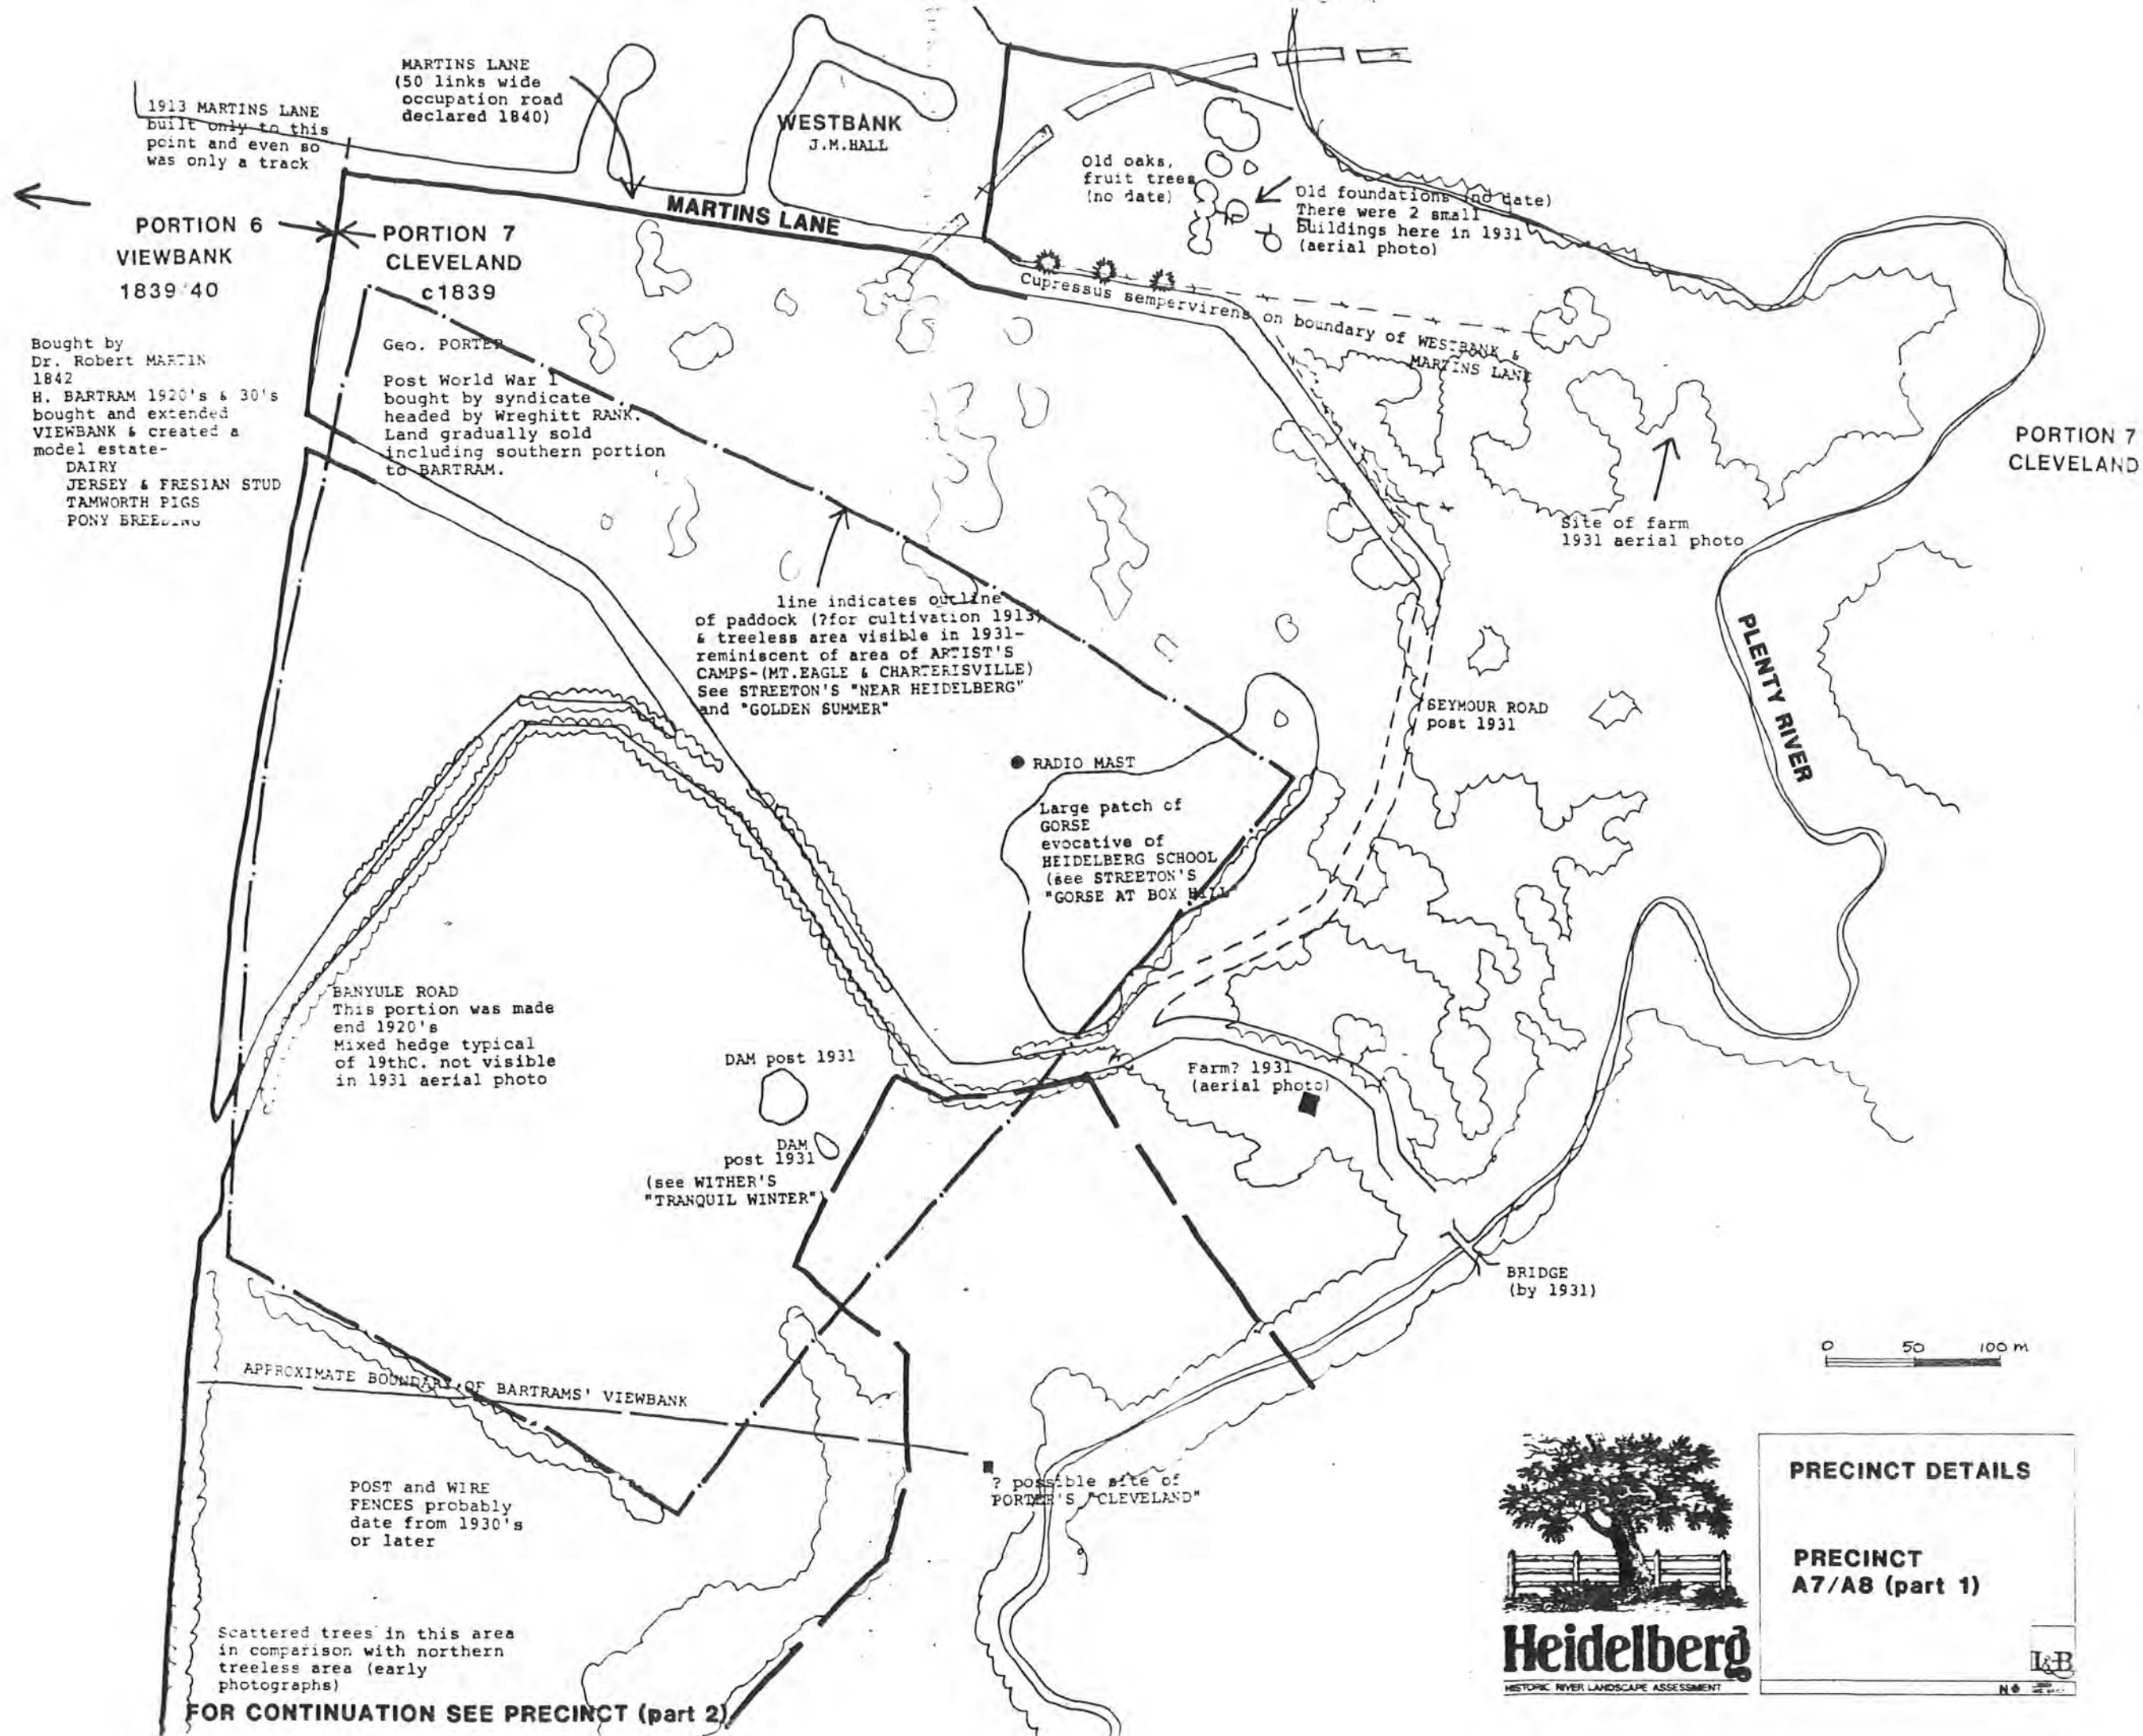 MARTINS LANE
(50 links wide
occupation road
declared 1840)
1913 MARTINS LANE
built only to this
point and even so
was only a track
WESTBANK
J.M.HALL
Old oaks,
fruit trees
(no date)
Old foundations (no date)
There were 2 small
buildings here in 1931
(aerial photo)
MARTINS LANE
PORTION 6
VIEWBANK
1839/40
PORTION 7
CLEVELAND
c1839
Cupressus sempervirens on boundary of WESTBANK &
MARTINS LANE
Bought by
Dr. Robert MARTIN
1842
H. BARTRAM 1920's & 30's
bought and extended
VIEWBANK & created a
model estate-
DAIRY
JERSEY & FRESIAN STUD
TAMWORTH PIGS
PONY BREEDING
Geo. PORTER
Post World War I
bought by syndicate
headed by Wreghitt RANK.
Land gradually sold
including southern portion
to BARTRAM.
PORTION 7
CLEVELAND
Site of farm
1931 aerial photo
line indicates outline
of paddock (?for cultivation 1913)
& treeless area visible in 1931-
reminiscent of area of ARTIST'S
CAMPS-(MT.EAGLE & CHARTERISVILLE)
See STREETON'S "NEAR HEIDELBERG"
and "GOLDEN SUMMER"
PLENTY RIVER
SEYMOUR ROAD
post 1931
RADIO MAST
Large patch of
GORSE
evocative of
HEIDELBERG SCHOOL
(see STREETON'S
"GORSE AT BOX HILL"
BANYULE ROAD
This portion was made
end 1920's
Mixed hedge typical
of 19thC. not visible
in 1931 aerial photo
DAM post 1931
DAM
post 1931
(see WITHER'S
"TRANQUIL WINTER")
Farm? 1931
(aerial photo)
BRIDGE
(by 1931)
0 50 100 m
APPROXIMATE BOUNDARY OF BARTRAMS' VIEWBANK
? possible site of
PORTER'S "CLEVELAND"
POST and WIRE
FENCES probably
date from 1930's
or later
Scattered trees in this area
in comparison with northern
treeless area (early
photographs)
FOR CONTINUATION SEE PRECINCT (part 2)
Heidelberg
HISTORIC RIVER LANDSCAPE ASSESSMENT
PRECINCT DETAILS
PRECINCT
A7/A8 (part 1)
L&B